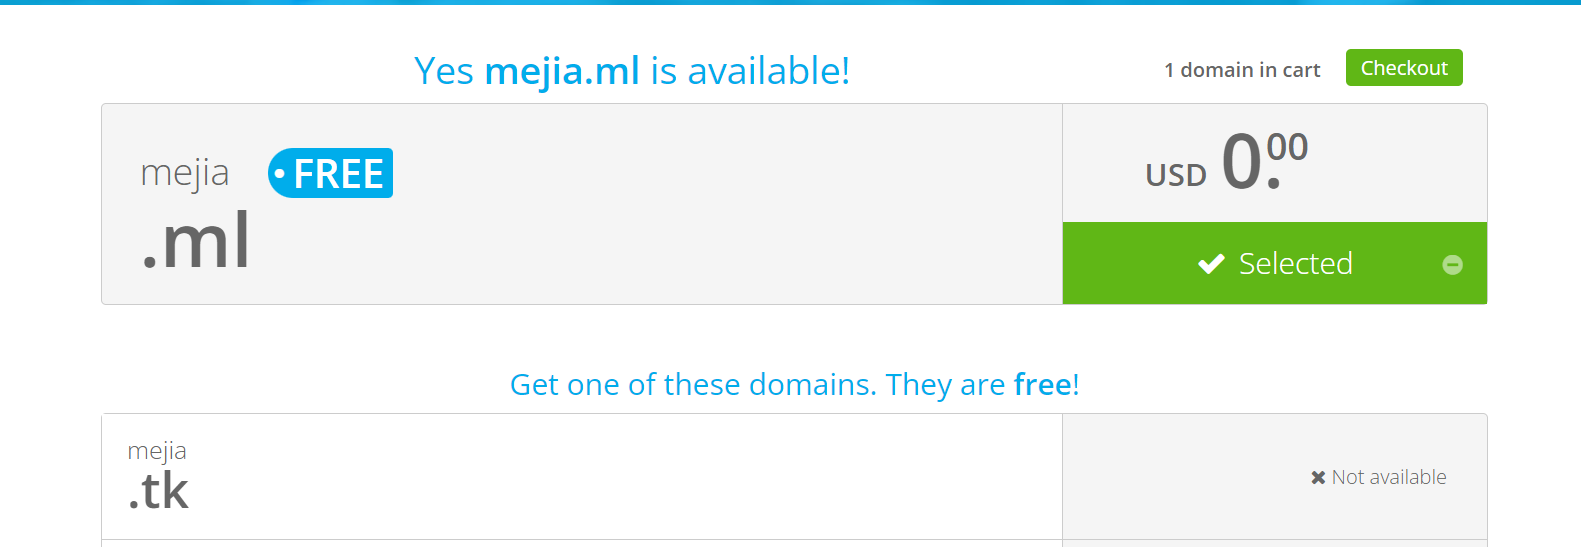 Yes mejia.ml is available!
1 domain in cart
Checkout
mejia
• FREE
.ml
USD 0.00
Selected
Get one of these domains. They are free!
mejia
.tk
Not available